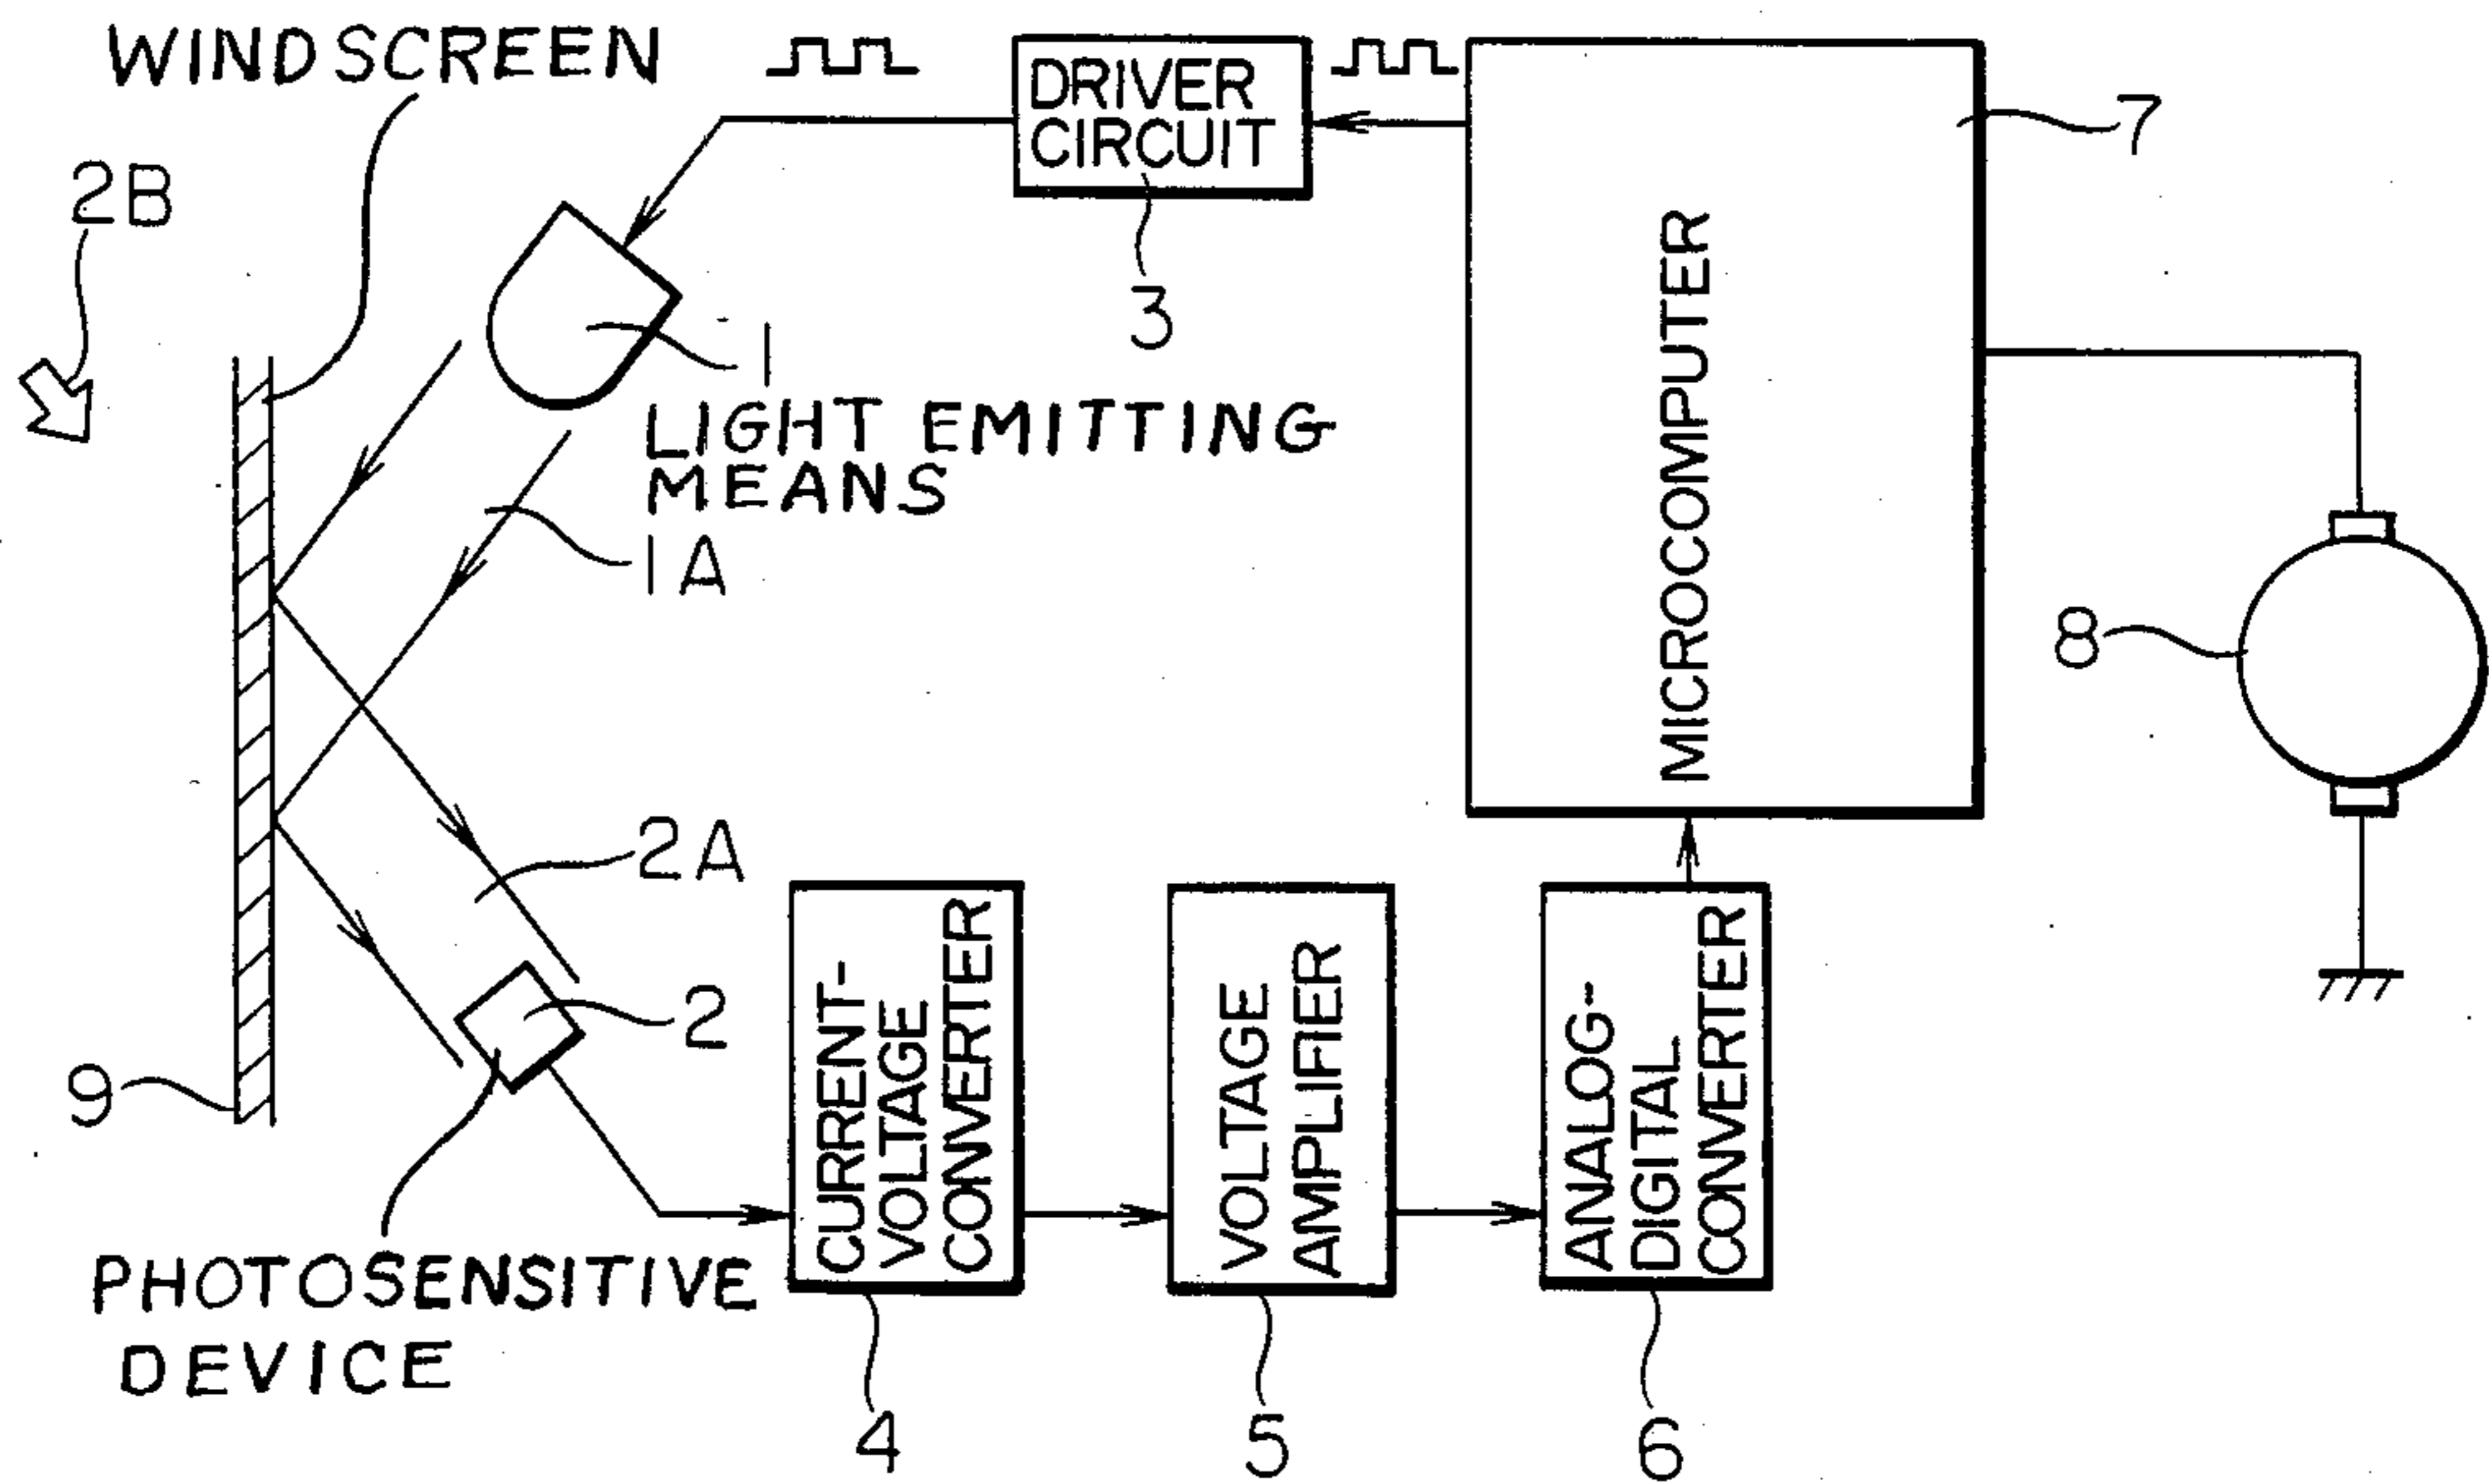 WINDSCREEN
2B
DRIVER
CIRCUIT
3
7
MICROCOMPUTER
1
LIGHT EMITTING
MEANS
1A
8
2A
2
9
PHOTOSENSITIVE
DEVICE
CURRENT-
VOLTAGE
CONVERTER
4
VOLTAGE
AMPLIFIER
5
ANALOG-
DIGITAL
CONVERTER
6